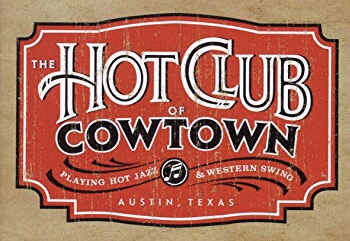 THE HOT CLUB
OF
COWTOWN
PLAYING HOT JAZZ & WESTERN SWING
AUSTIN, TEXAS